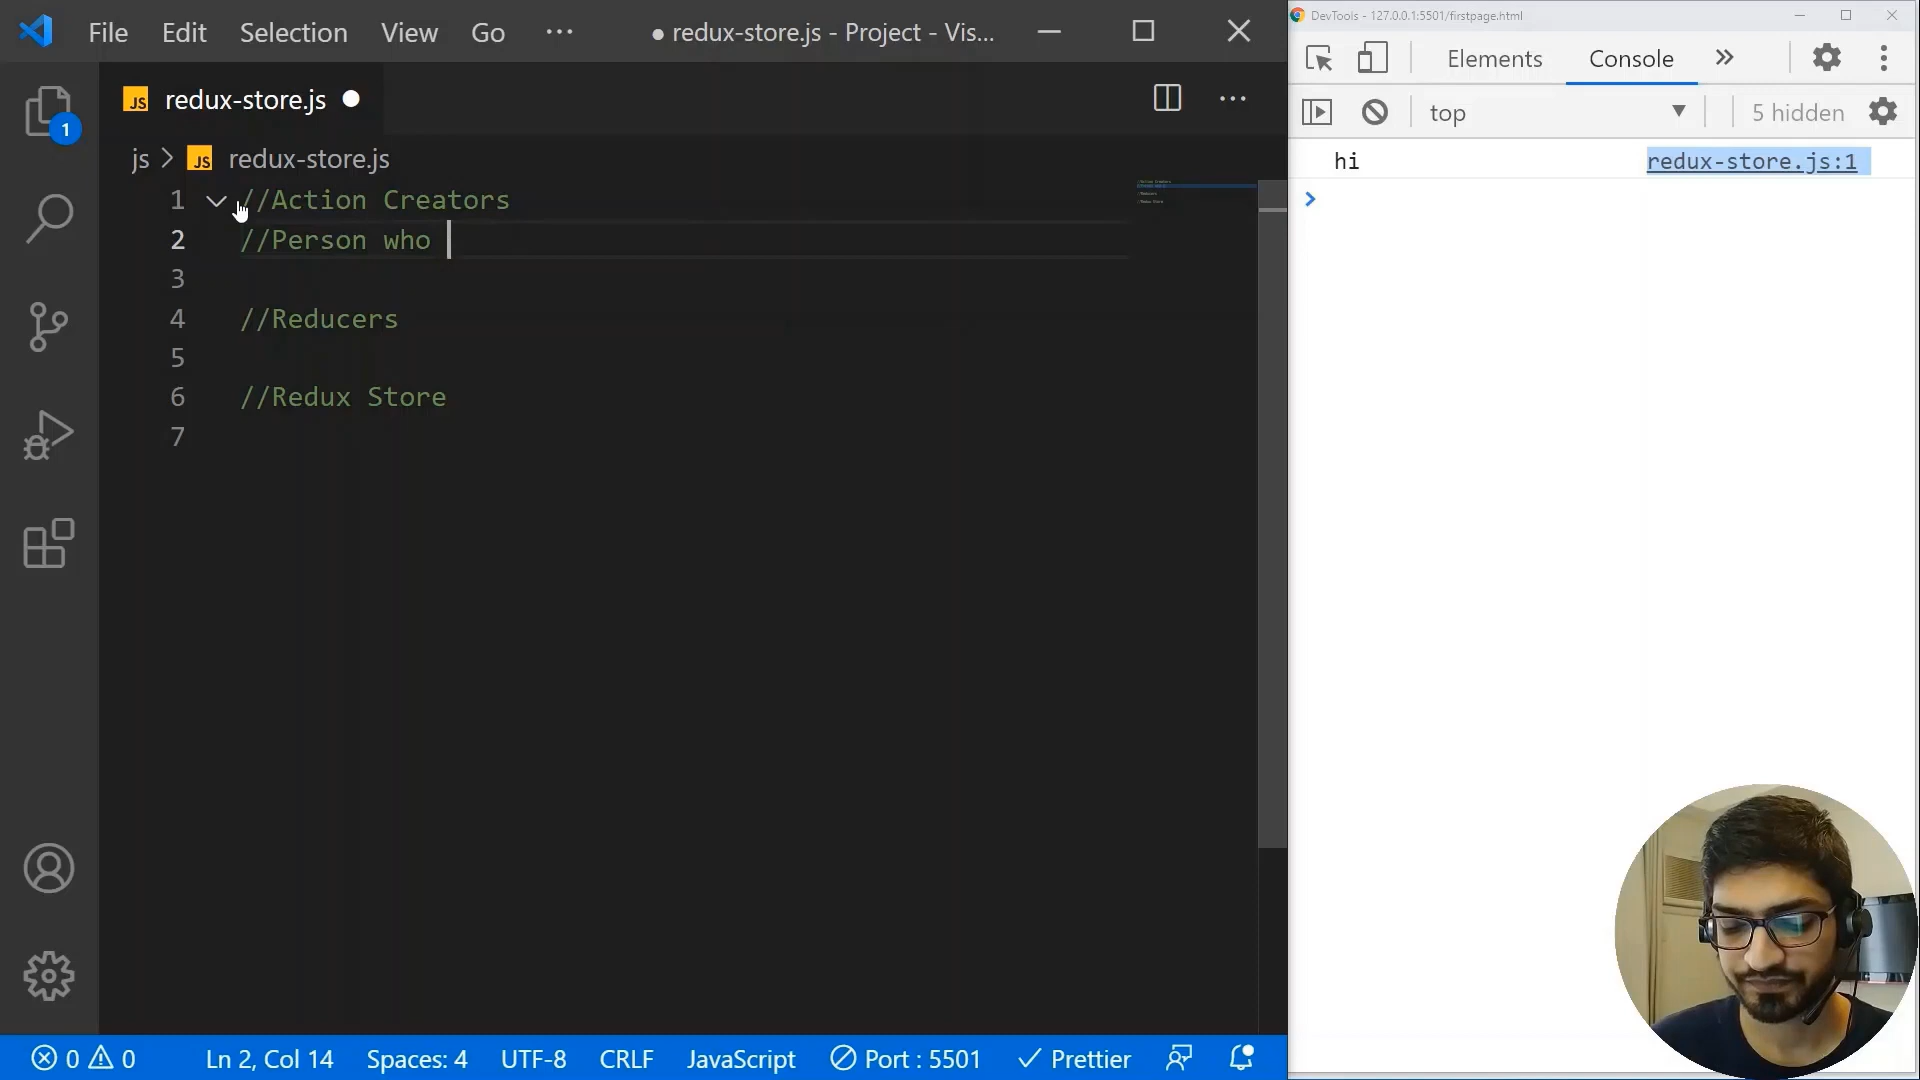 File Edit Selection View Go ··· ● redux-store.js - Project - Vis...
JS redux-store.js ●
js > JS redux-store.js
1 //Action Creators
2 //Person who
3
4 //Reducers
5
6 //Redux Store
7
1
0 0 Ln 2, Col 14 Spaces: 4 UTF-8 CRLF JavaScript Port : 5501 Prettier
DevTools - 127.0.0.1:5501/firstpage.html
Elements Console »
top 5 hidden
hi redux-store.js:1
>